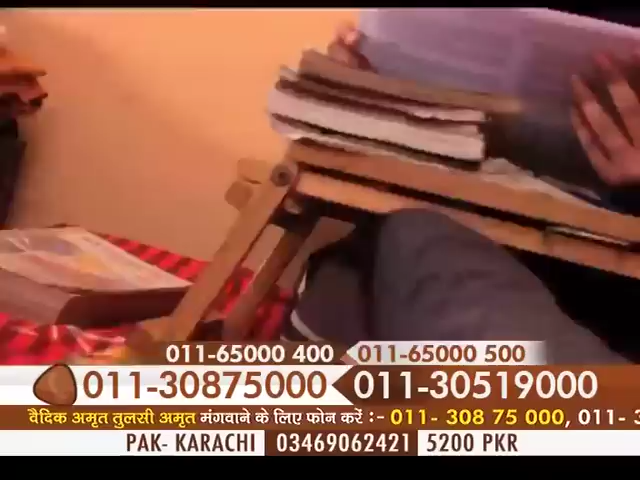 011-65000 400 011-65000 500
011-30875000 011-30519000
वैदिक अमृत तुलसी अमृत मंगवाने के लिए फोन करें :- 011- 308 75 000, 011- 3
PAK- KARACHI 03469062421 5200 PKR